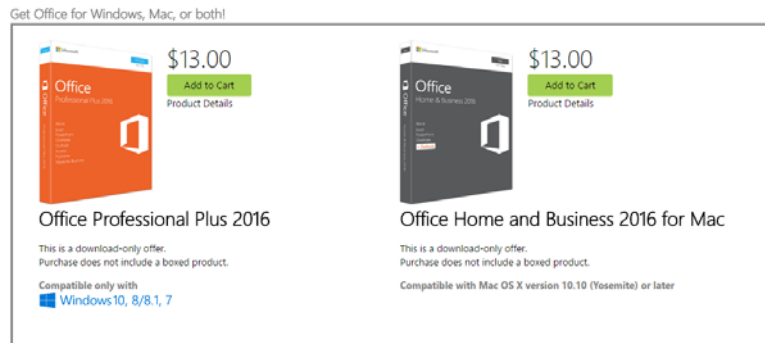 Get Office for Windows, Mac, or both!
Microsoft
$13.00
Add to Cart
Product Details
Office
Professional Plus 2016
Office
Office Professional Plus 2016
This is a download-only offer.
Purchase does not include a boxed product.
Compatible only with
Windows 10, 8/8.1, 7
Microsoft
$13.00
Add to Cart
Product Details
Office
Home & Business 2016
Office
Office Home and Business 2016 for Mac
This is a download-only offer.
Purchase does not include a boxed product.
Compatible with Mac OS X version 10.10 (Yosemite) or later